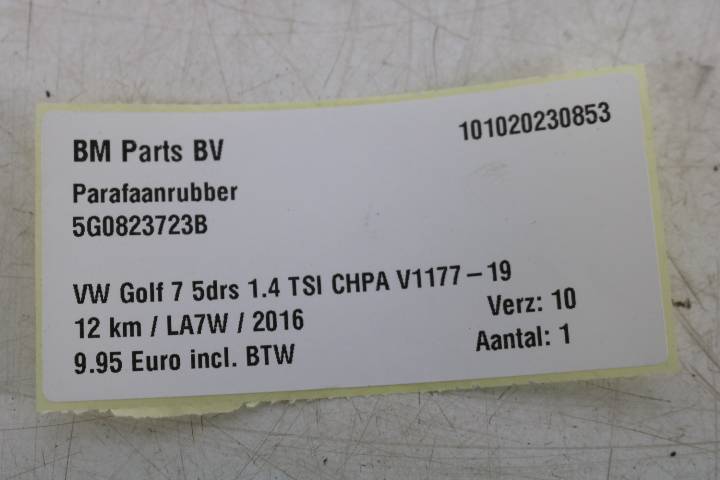 BM Parts BV
101020230853
Parafaanrubber
5G0823723B
VW Golf 7 5drs 1.4 TSI CHPA V1177 – 19
12 km / LA7W / 2016
Verz: 10
9.95 Euro incl. BTW
Aantal: 1